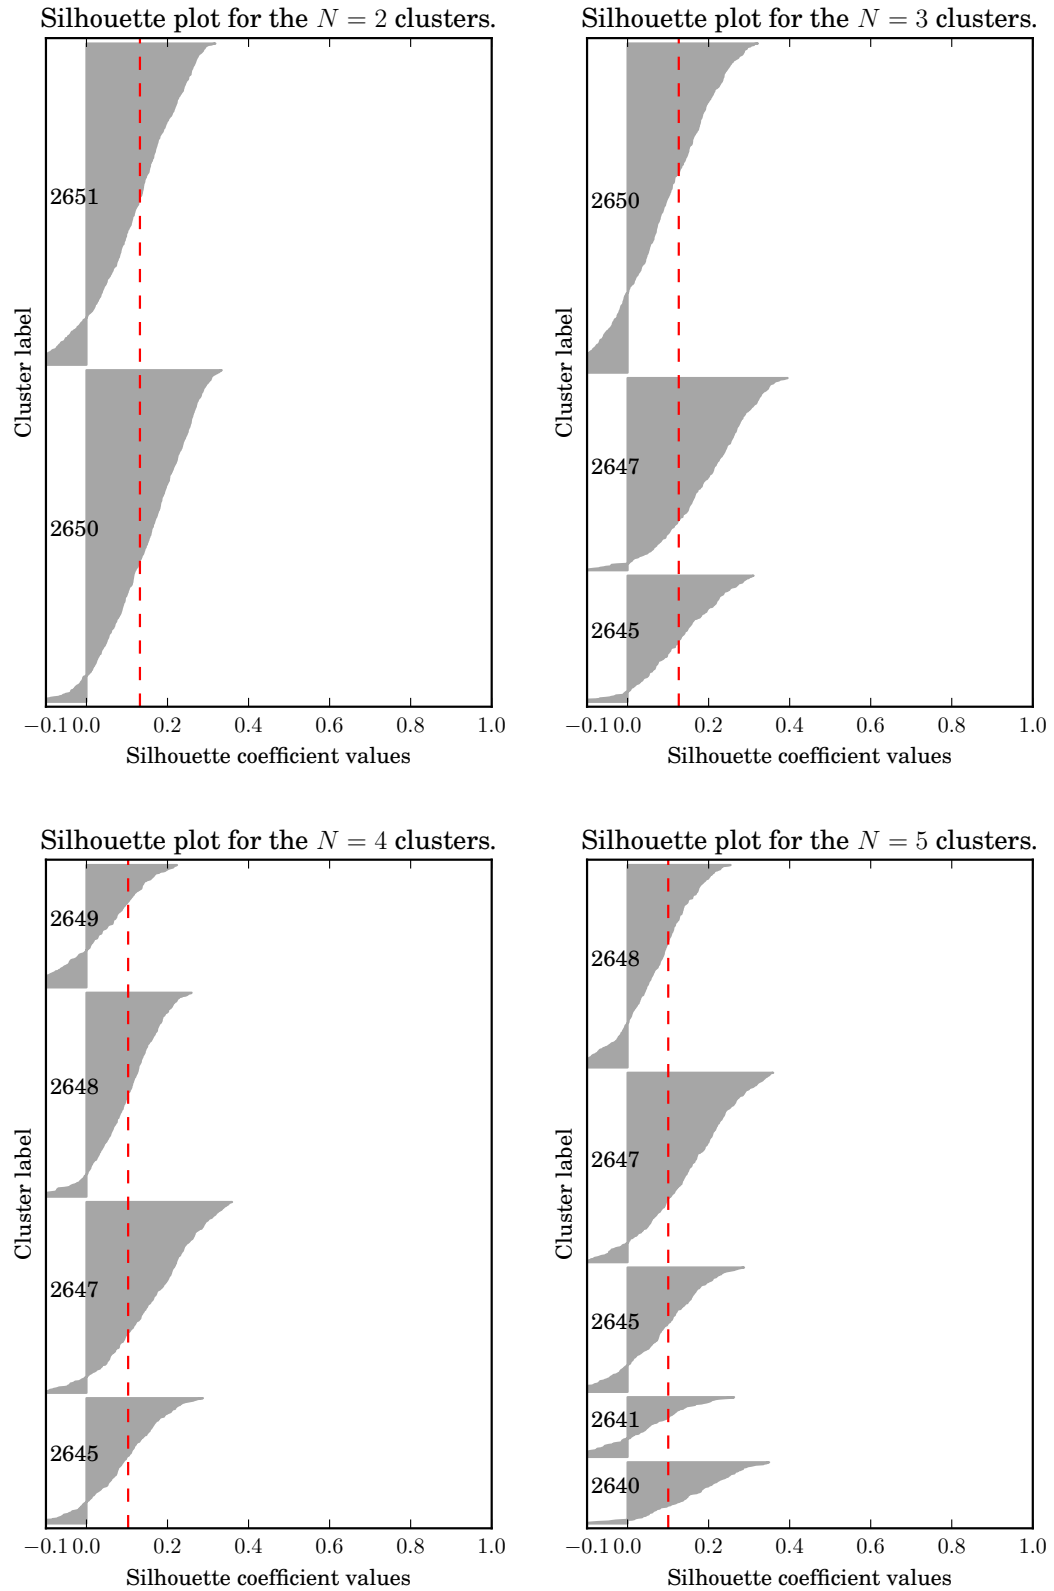 Silhouette plot for the N = 2 clusters.
2651
2650
Cluster label
−0.1 0.0 0.2 0.4 0.6 0.8 1.0
Silhouette coefficient values
Silhouette plot for the N = 3 clusters.
2650
2647
2645
Cluster label
−0.1 0.0 0.2 0.4 0.6 0.8 1.0
Silhouette coefficient values
Silhouette plot for the N = 4 clusters.
2649
2648
2647
2645
Cluster label
−0.1 0.0 0.2 0.4 0.6 0.8 1.0
Silhouette coefficient values
Silhouette plot for the N = 5 clusters.
2648
2647
2645
2641
2640
Cluster label
−0.1 0.0 0.2 0.4 0.6 0.8 1.0
Silhouette coefficient values